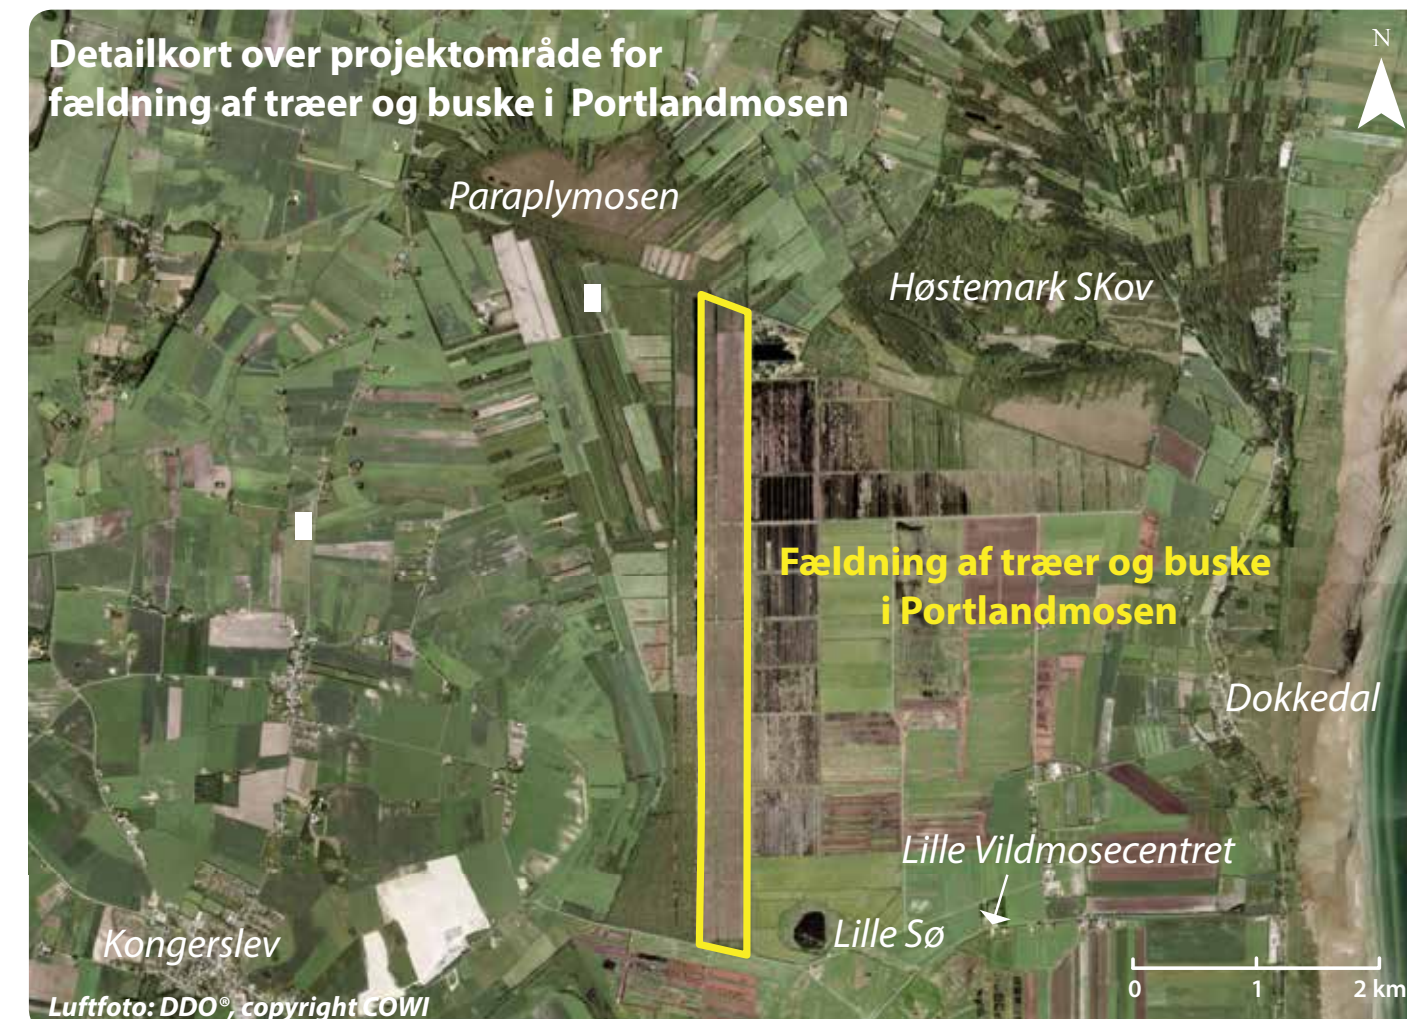 Detailkort over projektområde for
fældning af træer og buske i Portlandmosen
N
Paraplymosen
Høstemark SKov
Fældning af træer og buske
i Portlandmosen
Dokkedal
Lille Vildmosecentret
Lille Sø
Kongerslev
0 1 2 km
Luftfoto: DDO®, copyright COWI